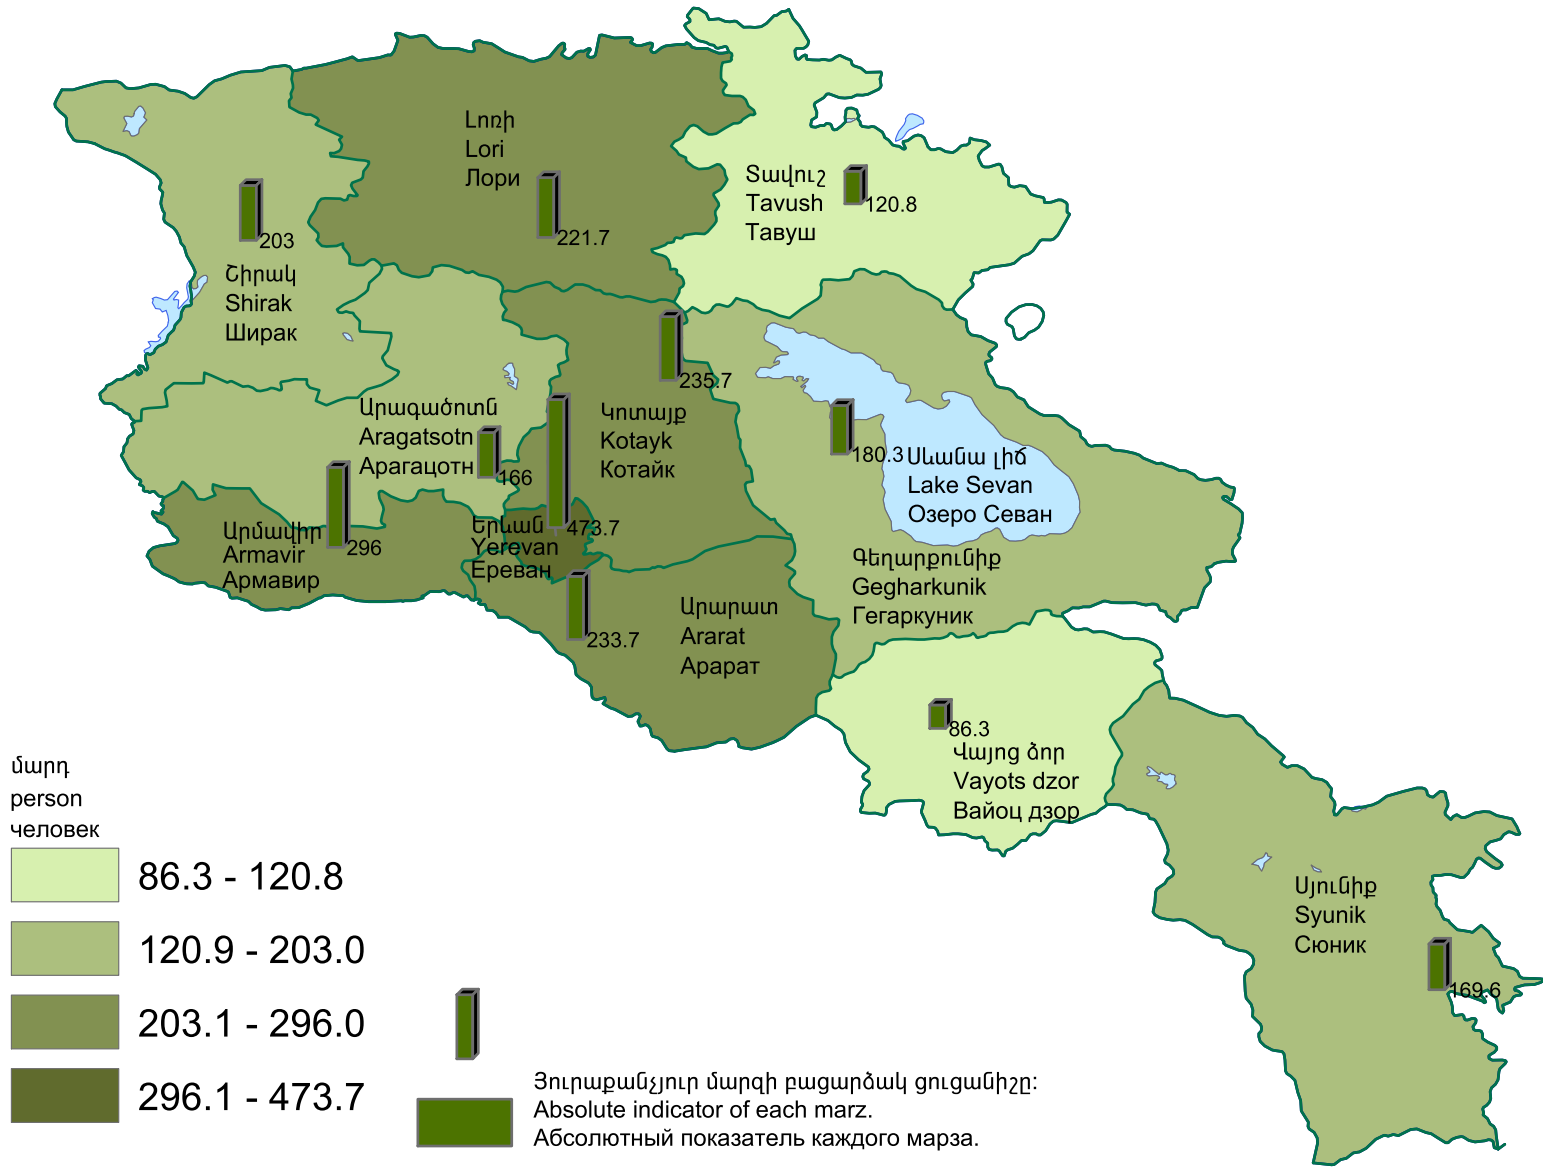 Լոռի
Lori
Лори
221.7
Տավուշ
Tavush
Тавуш
120.8
203
Շիրակ
Shirak
Ширак
235.7
Արագածոտն
Aragatsotn
Арагацотн
166
Կոտայք
Kotayk
Котайк
180.3
Սևանա լիճ
Lake Sevan
Озеро Севан
Արմավիր
Armavir
Армавир
296
Երևան
Yerevan
Ереван
473.7
Գեղարքունիք
Gegharkunik
Гегаркуник
233.7
Արարատ
Ararat
Арарат
86.3
Վայոց ձոր
Vayots dzor
Вайоц дзор
Սյունիք
Syunik
Сюник
169.6
մարդ
person
человек
86.3 - 120.8
120.9 - 203.0
203.1 - 296.0
296.1 - 473.7
Յուրաքանչյուր մարզի բացարձակ ցուցանիշը:
Absolute indicator of each marz.
Абсолютный показатель каждого марза.